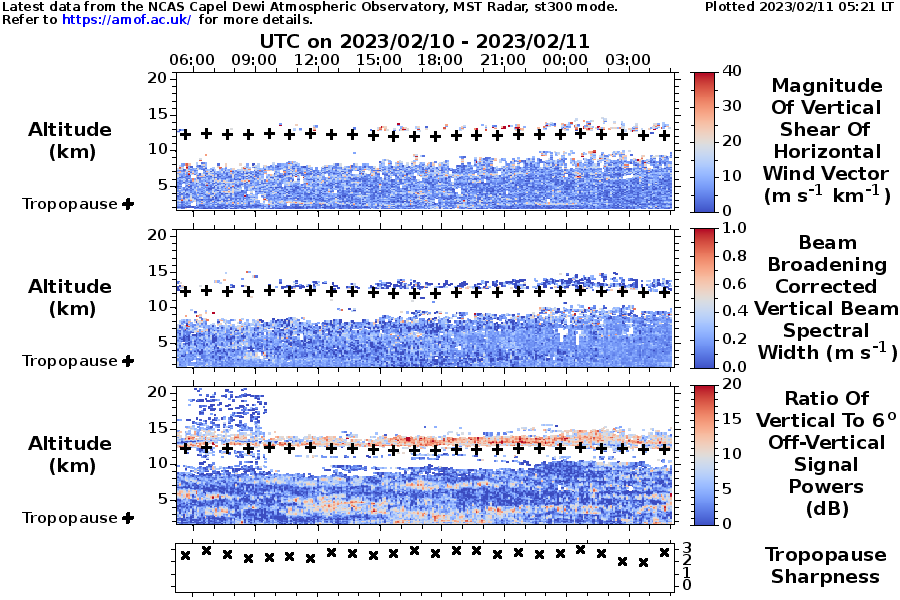 Latest data from the NCAS Capel Dewi Atmospheric Observatory, MST Radar, st300 mode.
Plotted 2023/02/11 05:21 LT
Refer to https://amof.ac.uk/ for more details.
UTC on 2023/02/10 - 2023/02/11
06:00 09:00 12:00 15:00 18:00 21:00 00:00 03:00
Altitude
(km)
Tropopause
20
15
10
5
40
30
20
10
0
Magnitude
Of Vertical
Shear Of
Horizontal
Wind Vector
(m s-1 km-1)
Altitude
(km)
Tropopause
20
15
10
5
1.0
0.8
0.6
0.4
0.2
0.0
Beam
Broadening
Corrected
Vertical Beam
Spectral
Width (m s-1)
Altitude
(km)
Tropopause
20
15
10
5
20
15
10
5
0
Ratio Of
Vertical To 6o
Off-Vertical
Signal
Powers
(dB)
3
2
1
0
Tropopause
Sharpness